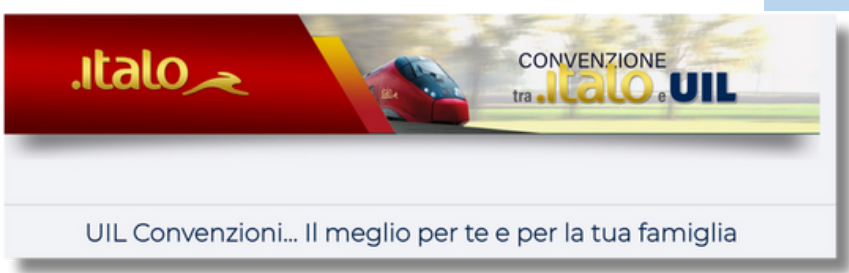 .italo
CONVENZIONE
tra .italo e UIL
UIL Convenzioni... Il meglio per te e per la tua famiglia